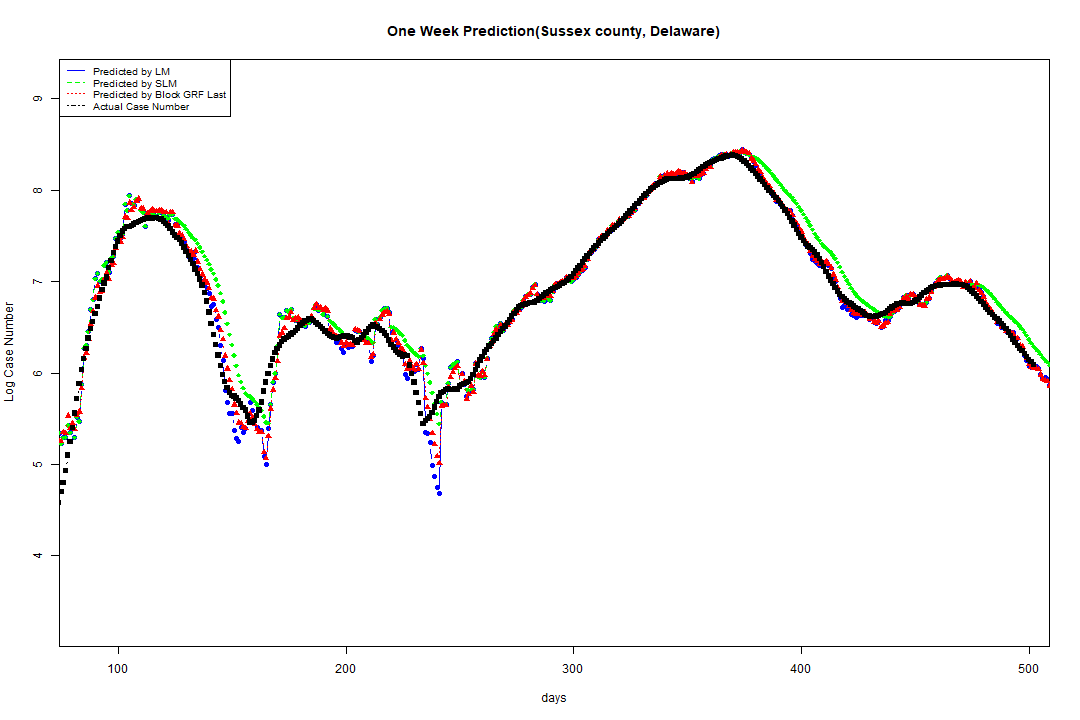 One Week Prediction(Sussex county, Delaware)
Predicted by LM
Predicted by SLM
Predicted by Block GRF Last
Actual Case Number
9
8
7
6
5
4
Log Case Number
100
200
300
400
500
days